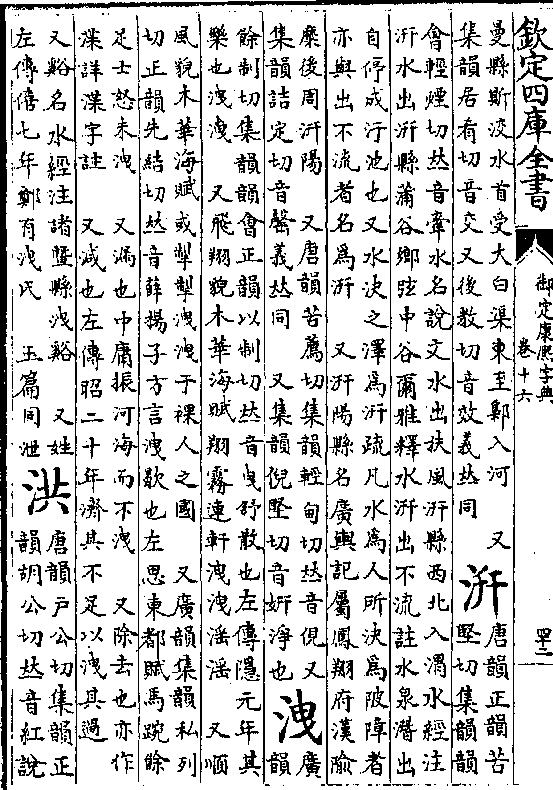 欽定四庫全書
御定康熙字典
卷十六
四二
曼縣斯洨水首受大白渠東至鄡入河　又
集韻居肴切音交又後教切音效義𠀤同
汧
唐韻正韻苦
堅切集韻韻
會輕煙切𠀤音牽水名說文水出扶風汧縣西北入渭水經注
汧水出汧縣蒲谷鄉弦中谷爾雅釋水汧出不流註水泉潛出
自停成汙池也又水決之澤爲汧疏凡水爲人所決爲陂障者
亦與出不流者名爲汧　又汧陽縣名廣輿記屬鳳翔府漢隃
糜後周汧陽　又唐韻苦薦切集韻輕甸切𠀤音俔又
集韻詰定切音罄義𠀤同　又集韻倪堅切音妍淨也
洩
廣
韻
餘制切集韻韻會正韻以制切𠀤音曳舒散也左傳隱元年其
樂也洩洩　又飛翔貌木華海賦翔霧連軒洩洩淫淫　又順
風貌木華海賦或掣掣洩洩于裸人之國　又廣韻集韻私列
切正韻先結切𠀤音薛揚子方言洩歇也左思東都賦馬踠餘
足士怒未洩　又漏也中庸振河海而不洩　又除去也亦作
渫詳渫字註　又減也左傳昭二十年濟其不足以洩其過
又谿名水經注諸暨縣洩谿　又姓
左傳僖七年鄭有洩氏　玉篇同泄
洪
唐韻戶公切集韻正
韻胡公切𠀤音紅說